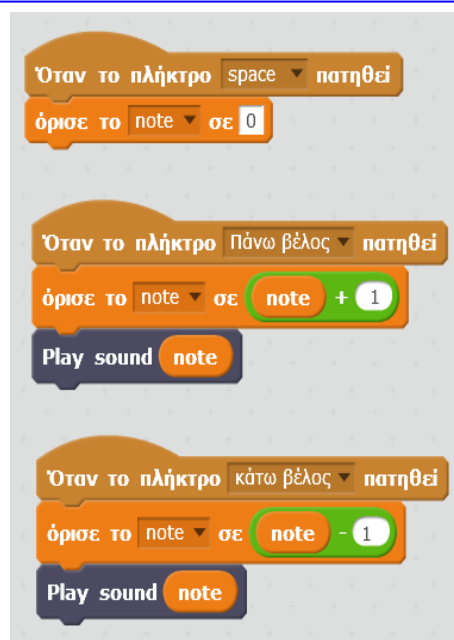 Όταν το πλήκτρο space πατηθεί
όρισε το note σε 0
Όταν το πλήκτρο Πάνω βέλος πατηθεί
όρισε το note σε note + 1
Play sound note
Όταν το πλήκτρο κάτω βέλος πατηθεί
όρισε το note σε note - 1
Play sound note